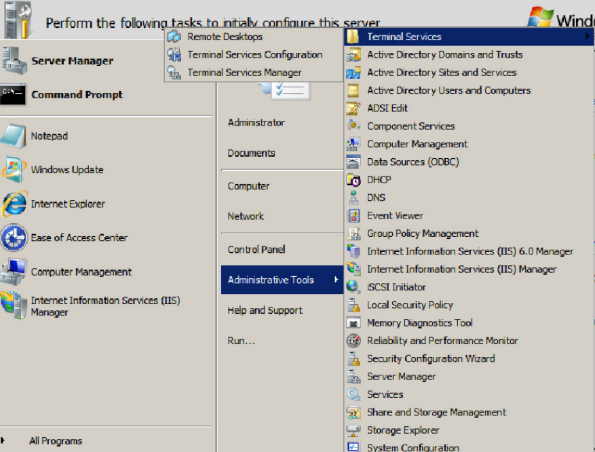 Perform the following tasks to initially configure this server
Wind
Server Manager
Command Prompt
Notepad
Windows Update
Internet Explorer
Ease of Access Center
Computer Management
Internet Information Services (IIS)
Manager
All Programs
Administrator
Documents
Computer
Network
Control Panel
Administrative Tools
Help and Support
Run...
Remote Desktops
Terminal Services Configuration
Terminal Services Manager
Terminal Services
Active Directory Domains and Trusts
Active Directory Sites and Services
Active Directory Users and Computers
ADSI Edit
Component Services
Computer Management
Data Sources (ODBC)
DHCP
DNS
Event Viewer
Group Policy Management
Internet Information Services (IIS) 6.0 Manager
Internet Information Services (IIS) Manager
iSCSI Initiator
Local Security Policy
Memory Diagnostics Tool
Reliability and Performance Monitor
Security Configuration Wizard
Server Manager
Services
Share and Storage Management
Storage Explorer
System Configuration